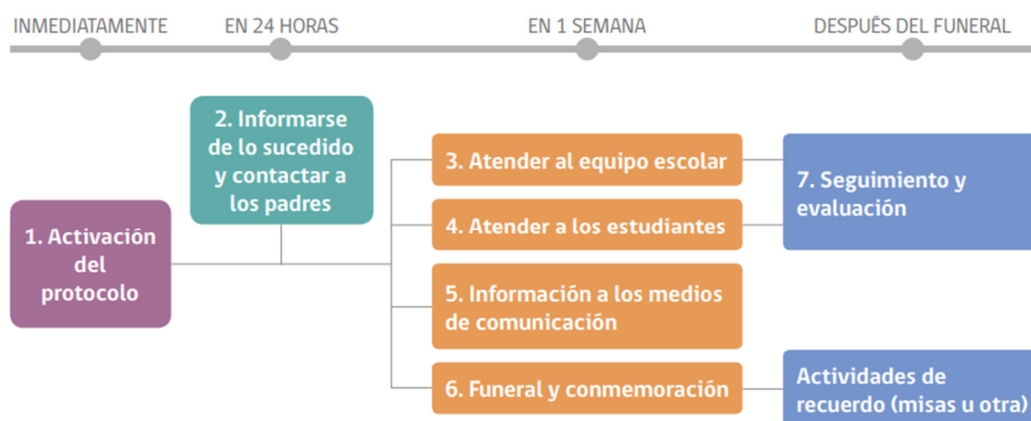 INMEDIATAMENTE
EN 24 HORAS
EN 1 SEMANA
DESPUÉS DEL FUNERAL
1. Activación
del
protocolo
2. Informarse
de lo sucedido
y contactar a
los padres
3. Atender al equipo escolar
4. Atender a los estudiantes
5. Información a los medios
de comunicación
6. Funeral y conmemoración
7. Seguimiento y
evaluación
Actividades de
recuerdo (misas u otra)